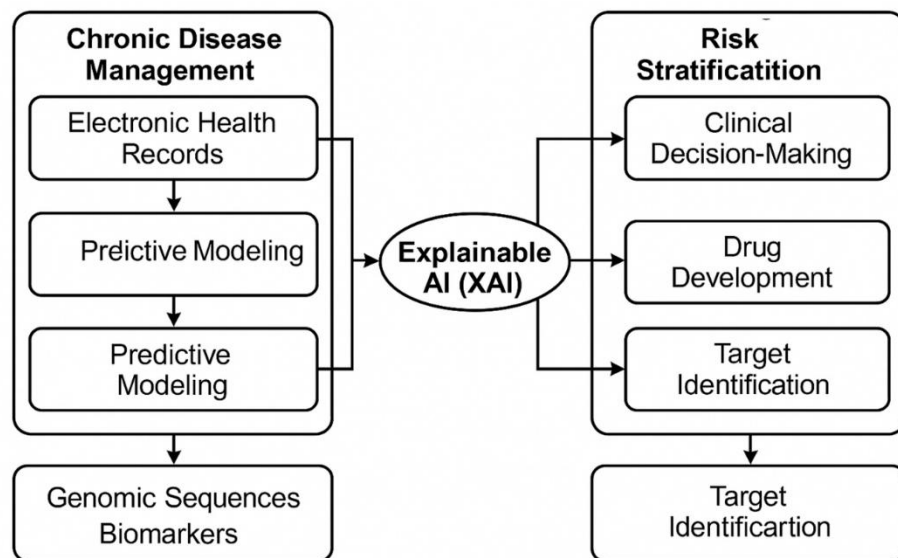 Chronic Disease
Management
Electronic Health
Records
Prdictive Modeling
Predictive
Modeling
Genomic Sequences
Biomarkers
Explainable
AI (XAI)
Risk
Stratificatition
Clinical
Decision-Making
Drug
Development
Target
Identification
Target
Identificartion